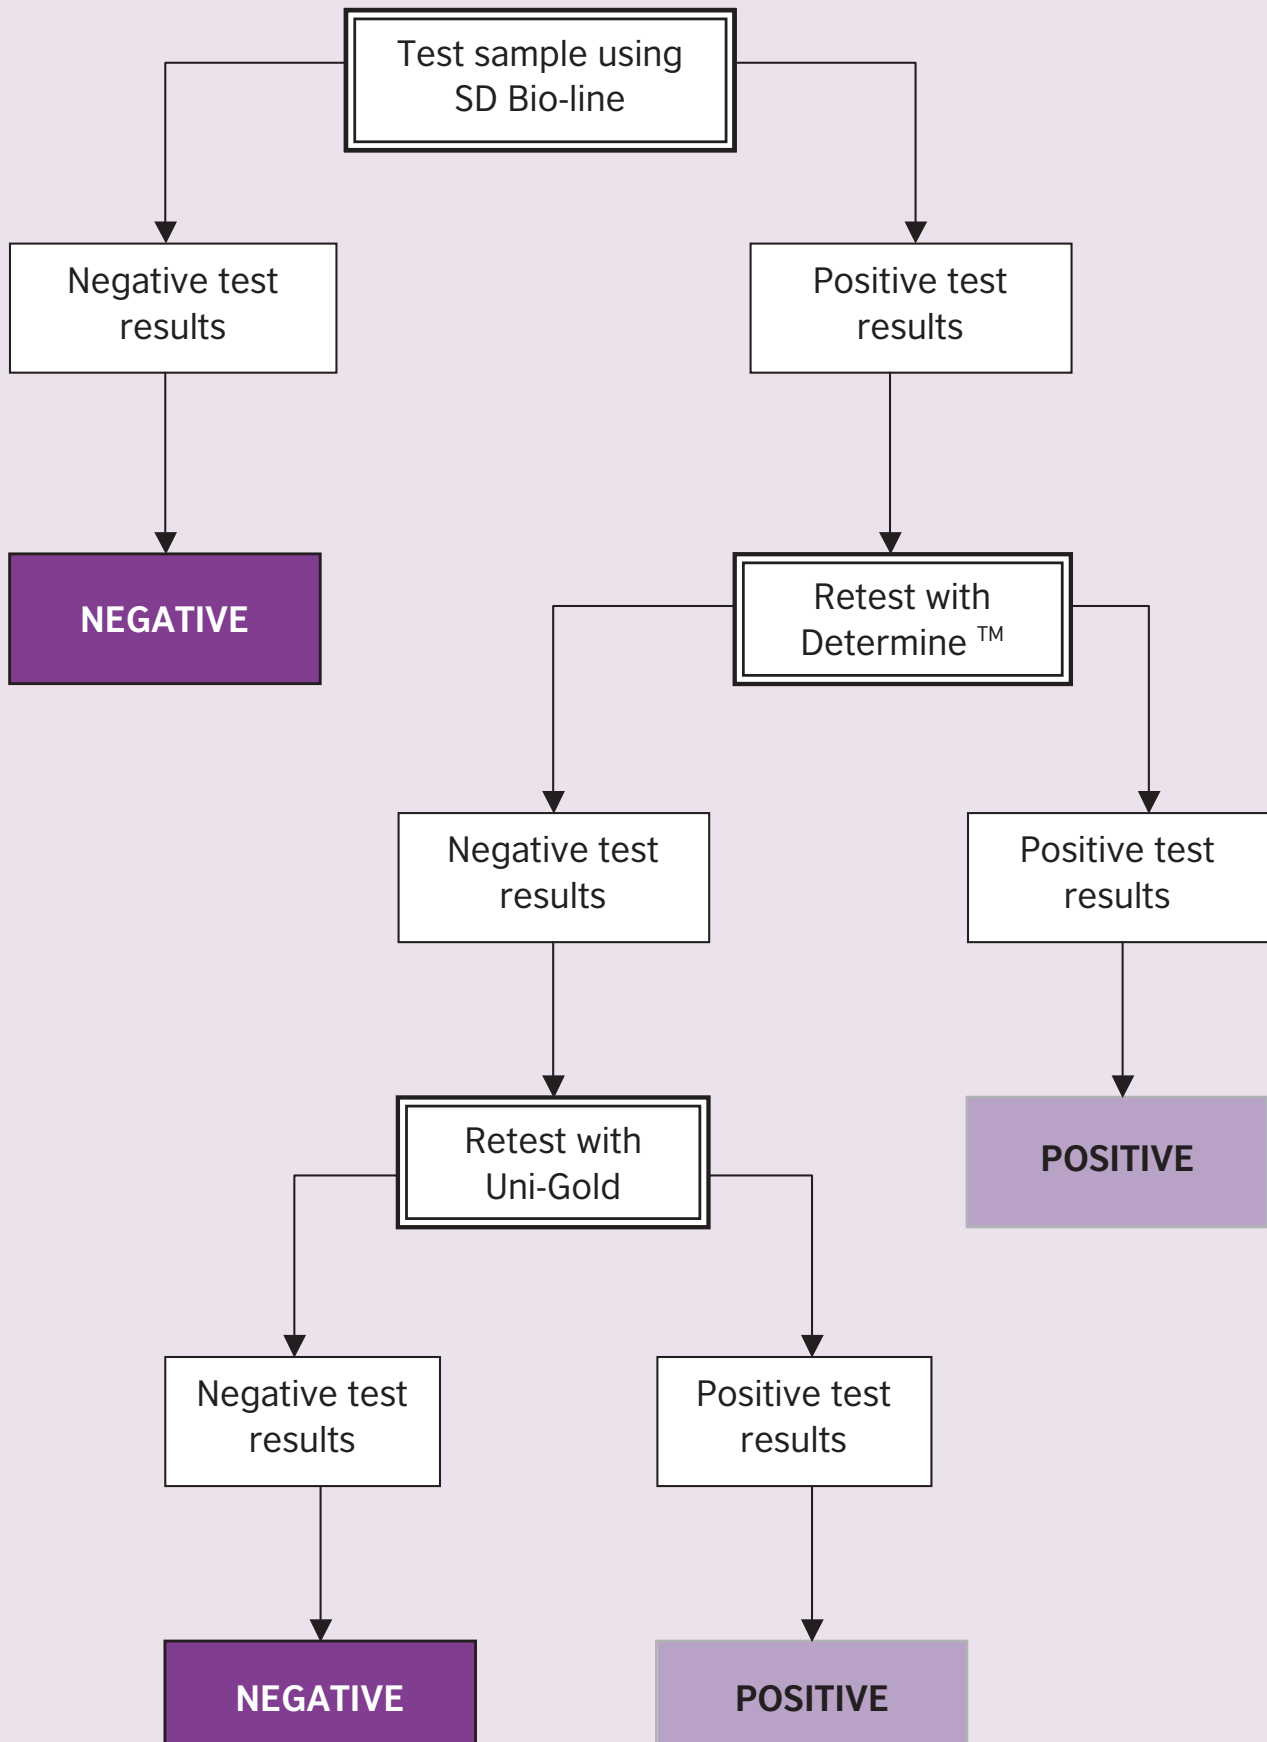 Test sample using
SD Bio-line
Negative test
results
Positive test
results
NEGATIVE
Retest with
Determine ™
Negative test
results
Positive test
results
Retest with
Uni-Gold
POSITIVE
Negative test
results
Positive test
results
NEGATIVE
POSITIVE